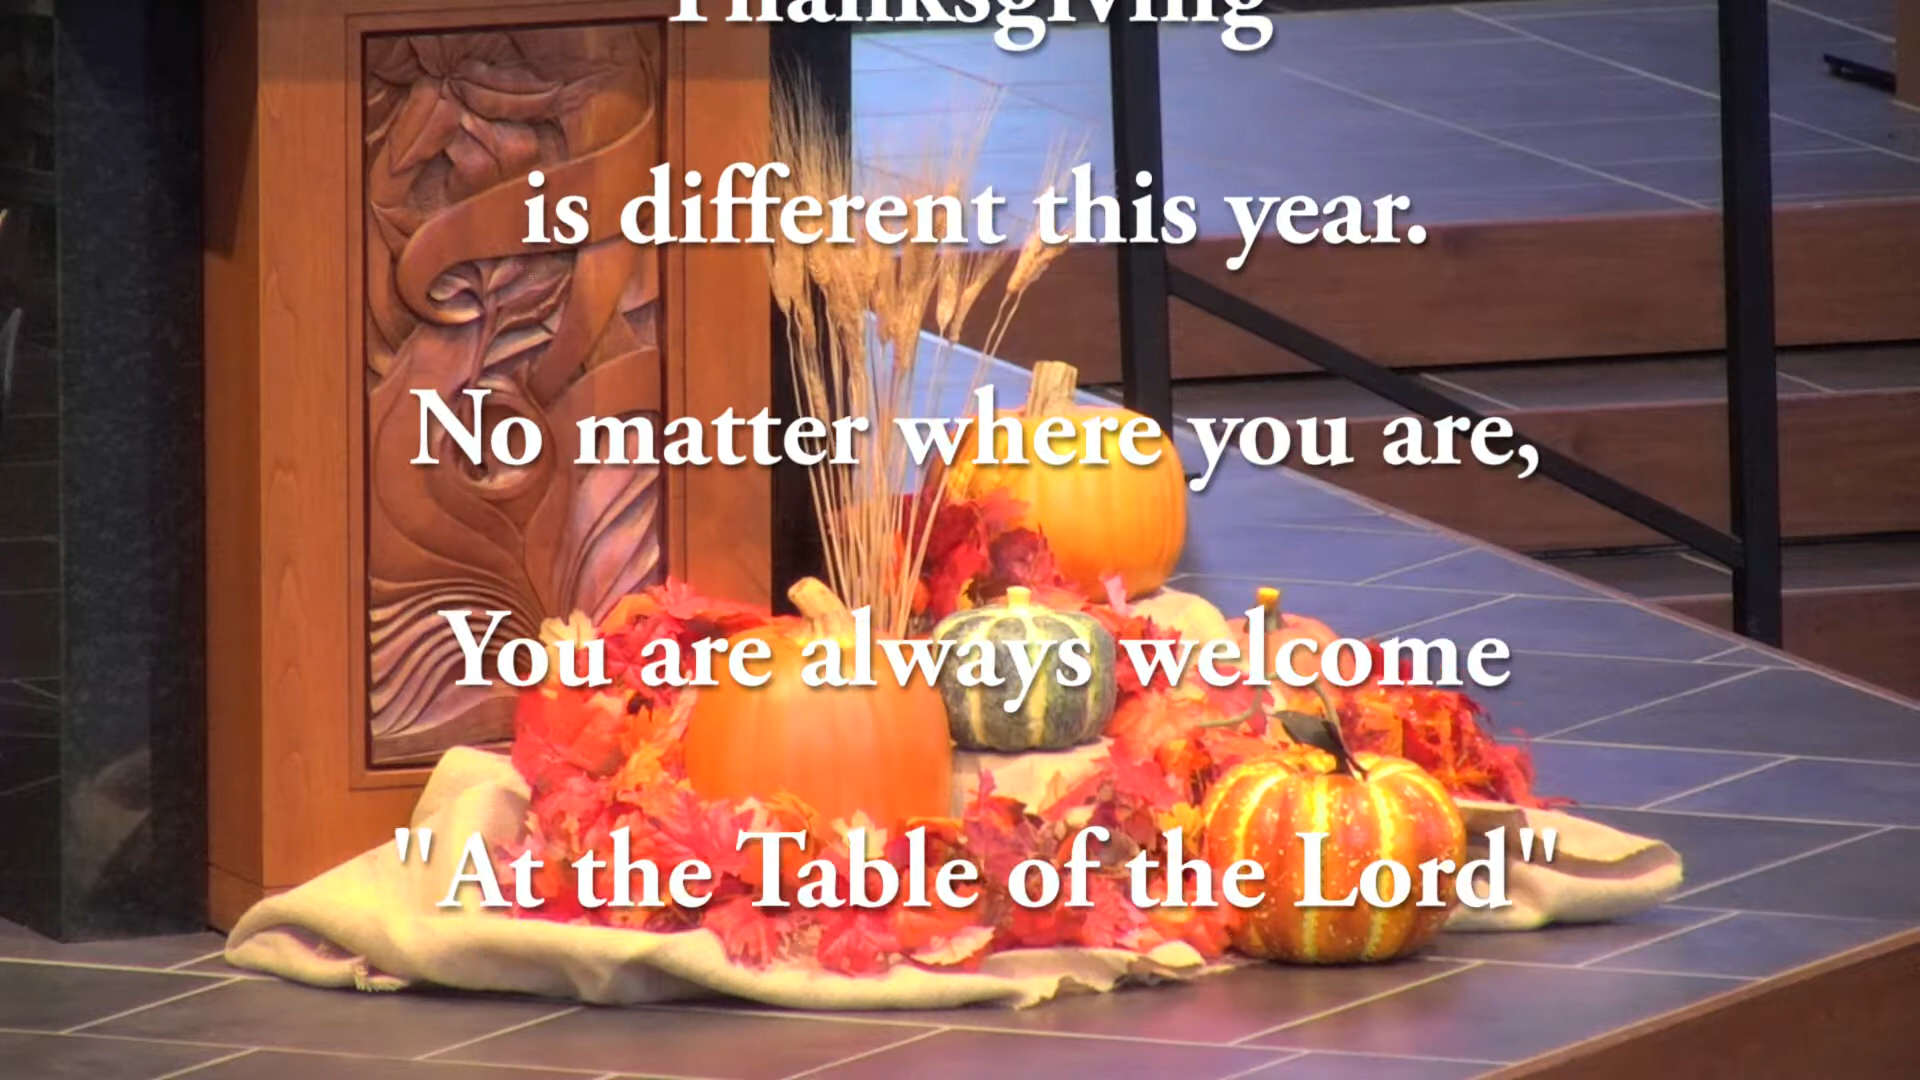 Thanksgiving
is different this year.
No matter where you are,
You are always welcome
"At the Table of the Lord"